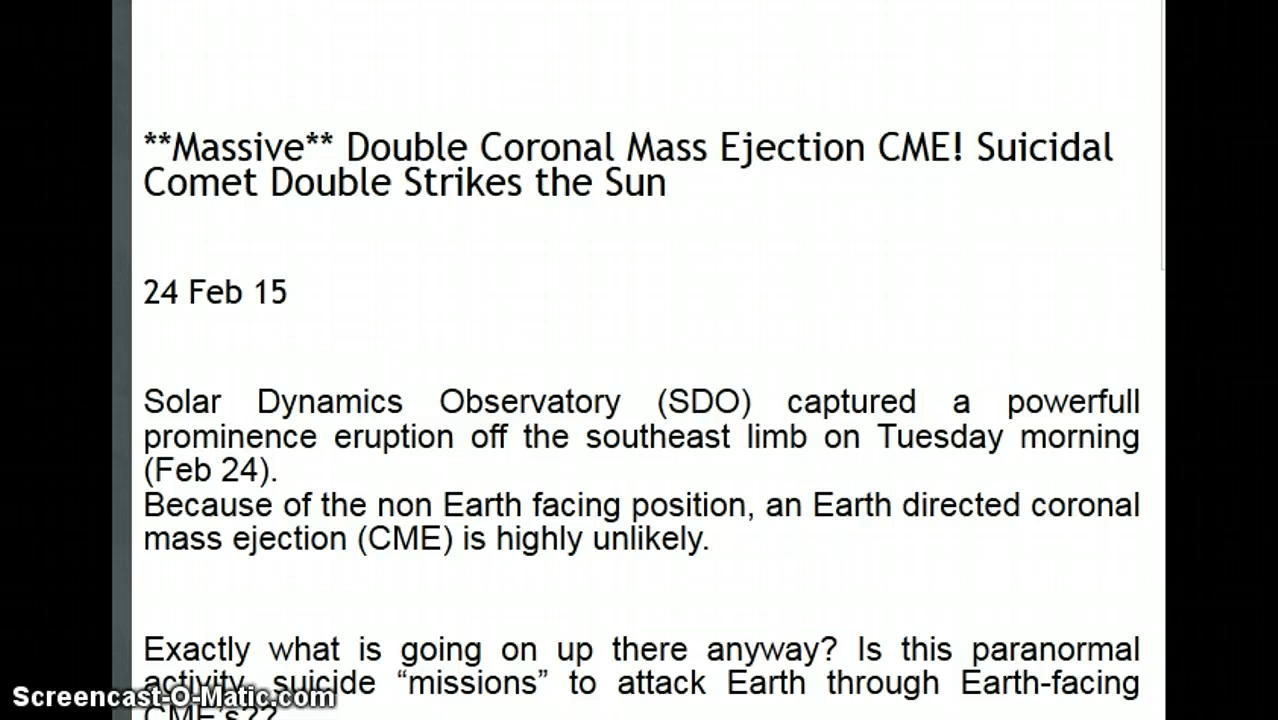 **Massive** Double Coronal Mass Ejection CME! Suicidal
Comet Double Strikes the Sun
24 Feb 15
Solar Dynamics Observatory (SDO) captured a powerfull
prominence eruption off the southeast limb on Tuesday morning
(Feb 24).
Because of the non Earth facing position, an Earth directed coronal
mass ejection (CME) is highly unlikely.
Exactly what is going on up there anyway? Is this paranormal
activity, suicide “missions” to attack Earth through Earth-facing
CME's??
Screencast-O-Matic.com